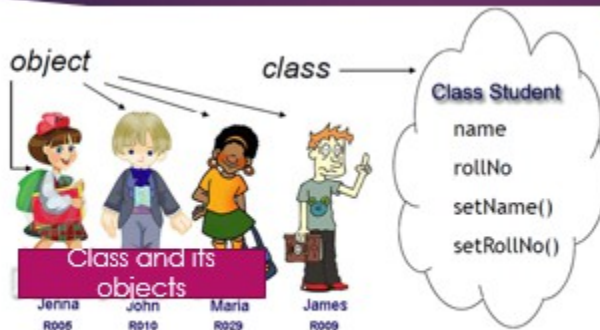 object
class
Class Student
name
rollNo
setName()
setRollNo()
Class and its
objects
Jenna John Maria James
R005 R010 R029 R009